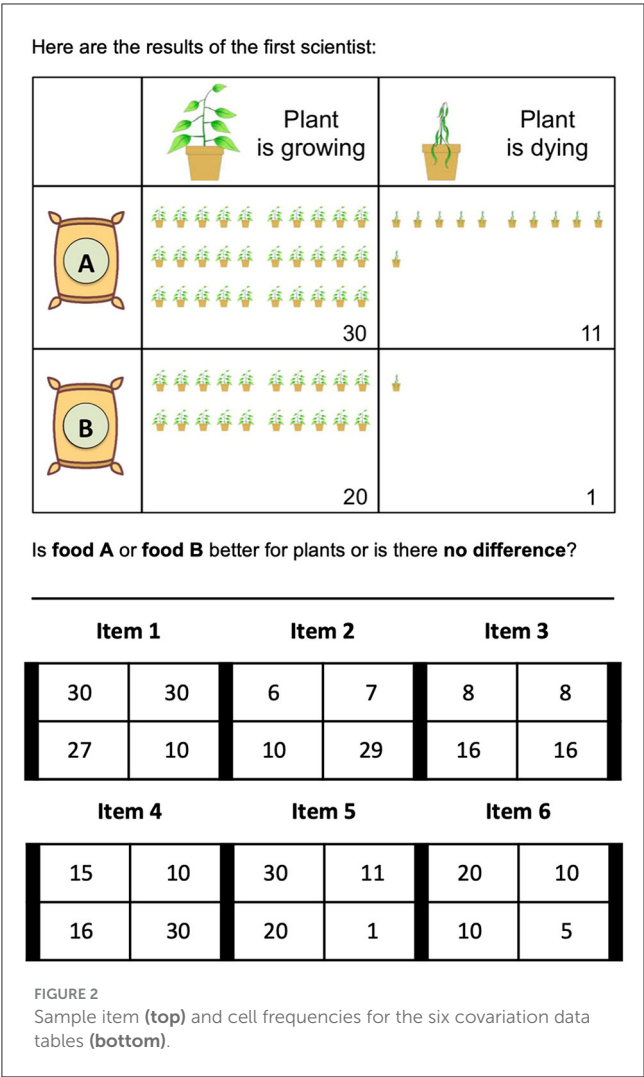 Here are the results of the first scientist:
Plant
is growing
Plant
is dying
A
30
11
B
20
1
Is food A or food B better for plants or is there no difference?
Item 1 Item 2 Item 3
30 30 6 7 8 8
27 10 10 29 16 16
Item 4 Item 5 Item 6
15 10 30 11 20 10
16 30 20 1 10 5
FIGURE 2
Sample item (top) and cell frequencies for the six covariation data
tables (bottom).